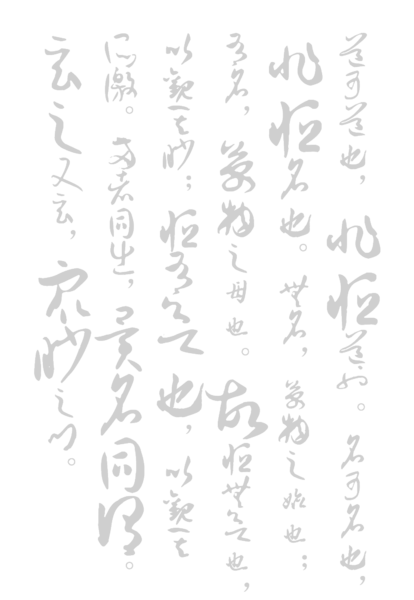 道可道也，非恒道也。名可名也，
非恒名也。無名，萬物之始也；
有名，萬物之母也。故恒無欲也，
以觀其眇；恒有欲也，以觀其
所徼。兩者同出，異名同謂。
玄之又玄，眾眇之門。